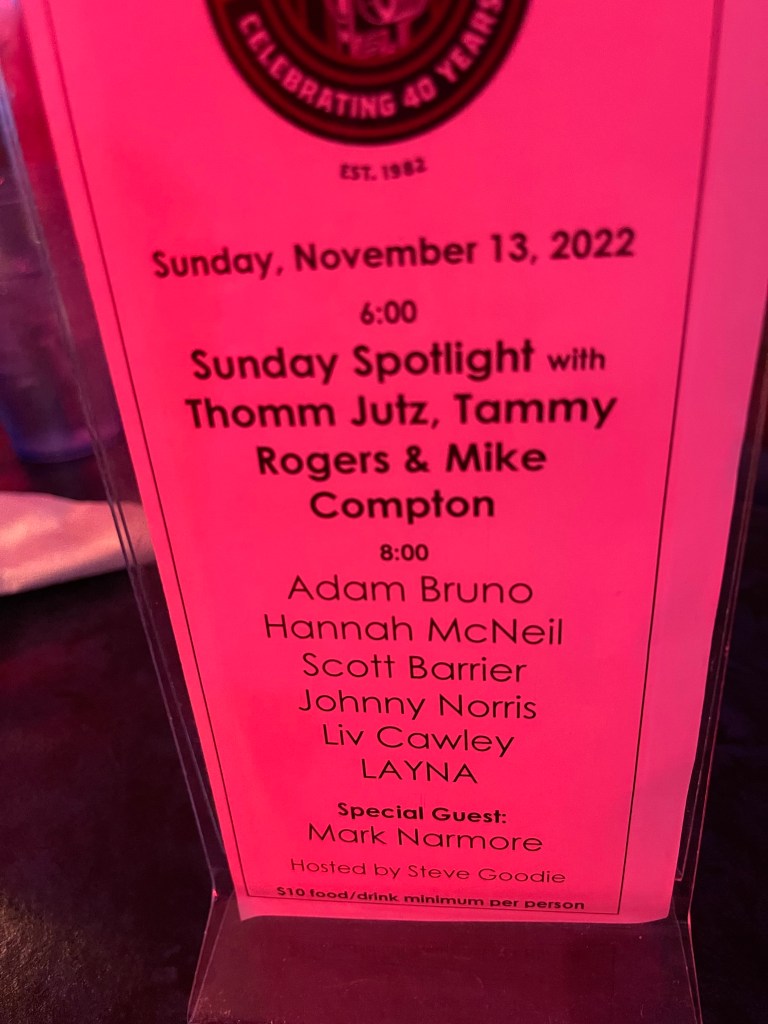 CELEBRATING 40 YEARS
EST. 1982
Sunday, November 13, 2022
6:00
Sunday Spotlight with
Thomm Jutz, Tammy
Rogers & Mike
Compton
8:00
Adam Bruno
Hannah McNeil
Scott Barrier
Johnny Norris
Liv Cawley
LAYNA
Special Guest:
Mark Narmore
Hosted by Steve Goodie
$10 food/drink minimum per person